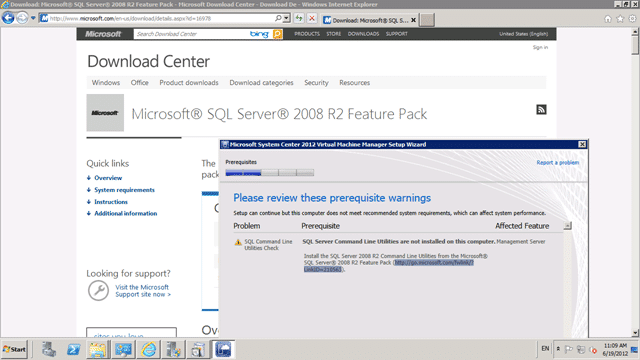 Download: Microsoft® SQL Server® 2008 R2 Feature Pack - Microsoft Download Center - Download De - Windows Internet Explorer
http://www.microsoft.com/en-us/download/details.aspx?id=16978
Download: Microsoft® SQL S...
Microsoft
Search Download Center
bing
PRODUCTS STORE DOWNLOADS SUPPORT
United States (English)
Sign in
Download Center
Windows Office Product downloads Download categories Security Resources
Microsoft
Microsoft® SQL Server® 2008 R2 Feature Pack
Quick links
Overview
System requirements
Instructions
Additional information
Looking for support?
Visit the Microsoft
Support site now >
sites you love
The
pack
Over
Microsoft System Center 2012 Virtual Machine Manager Setup Wizard
Prerequisites
Report a problem
Please review these prerequisite warnings
Setup can continue but this computer does not meet recommended system requirements, which can affect system performance.
Problem Prerequisite Affected Feature
SQL Command Line
Utilities Check
SQL Server Command Line Utilities are not installed on this computer.
Management Server
Install the SQL Server 2008 R2 Command Line Utilities from the Microsoft®
SQL Server® 2008 R2 Feature Pack (http://go.microsoft.com/fwlink/?
Start
EN
11:09 AM
6/19/2012